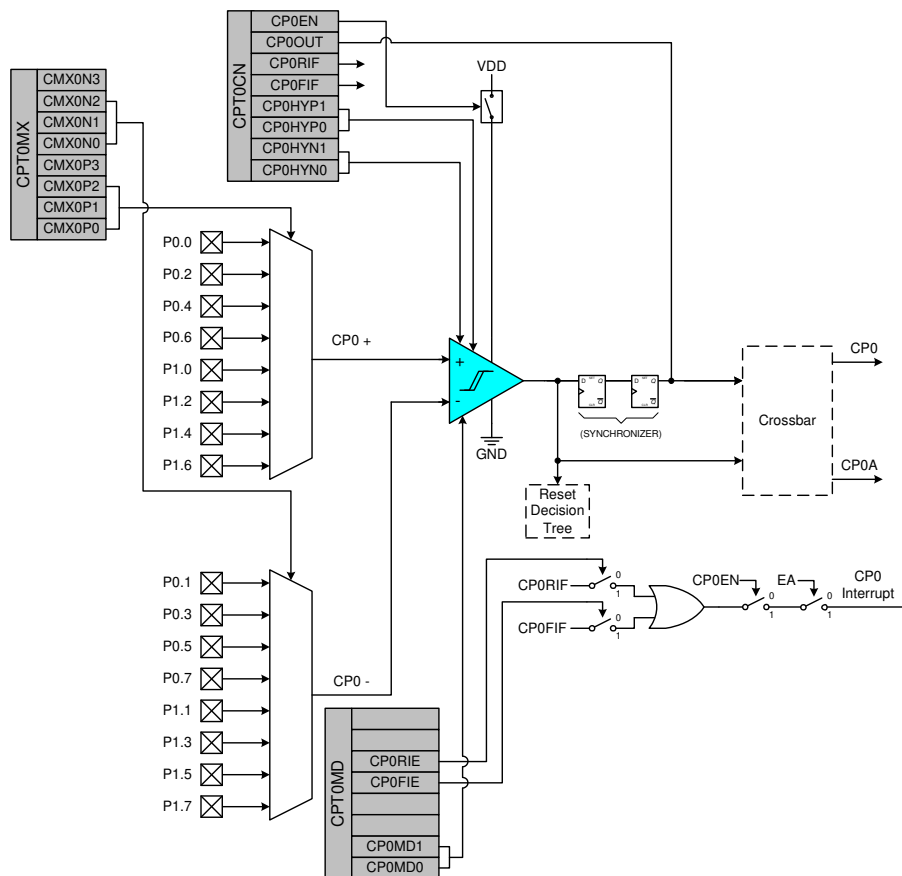 CPT0CN
CP0EN
CP0OUT
CP0RIF
CP0FIF
CP0HYP1
CP0HYP0
CP0HYN1
CP0HYN0
VDD
CPT0MX
CMX0N3
CMX0N2
CMX0N1
CMX0N0
CMX0P3
CMX0P2
CMX0P1
CMX0P0
P0.0
P0.2
P0.4
P0.6
P1.0
P1.2
P1.4
P1.6
CP0 +
+
-
GND
D SET Q
CLR Q
D SET Q
CLR Q
(SYNCHRONIZER)
Crossbar
CP0
CP0A
Reset
Decision
Tree
P0.1
P0.3
P0.5
P0.7
P1.1
P1.3
P1.5
P1.7
CP0 -
CP0RIF
0
1
CP0FIF
0
1
CP0EN
0
1
EA
0
1
CP0
Interrupt
CPT0MD
CP0RIE
CP0FIE
CP0MD1
CP0MD0